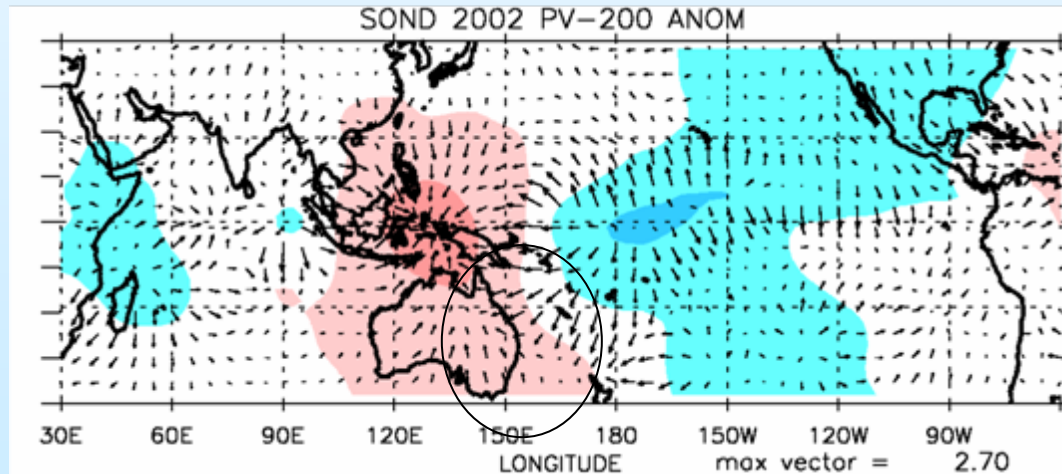 SOND 2002 PV-200 ANOM
30E 60E 90E 120E 150E 180 150W 120W 90W
LONGITUDE max vector = 2.70